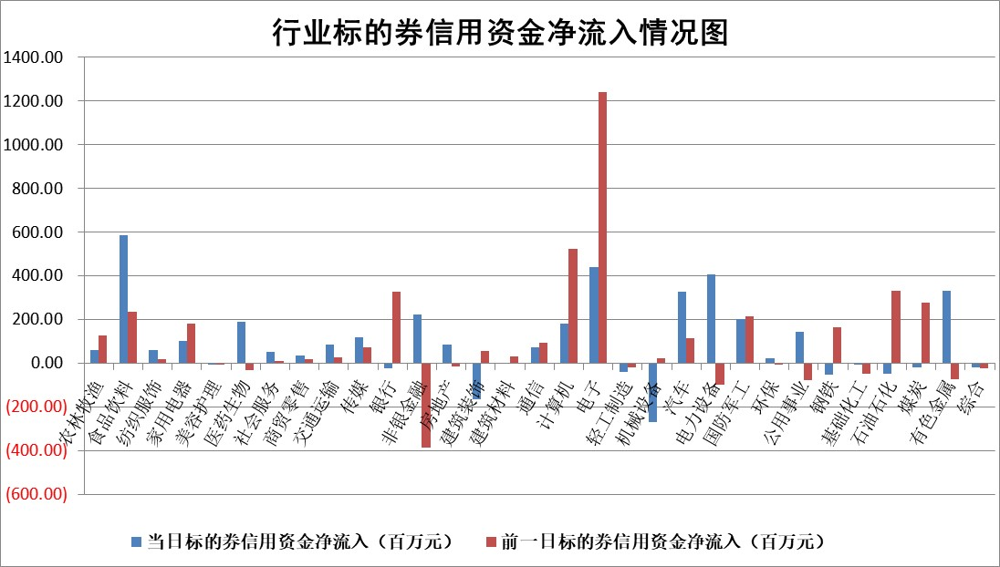 行业标的券信用资金净流入情况图
1400.00
1200.00
1000.00
800.00
600.00
400.00
200.00
0.00
(200.00)
(400.00)
(600.00)
农林牧渔
食品饮料
纺织服饰
家用电器
美容护理
医药生物
社会服务
商贸零售
交通运输
传媒
银行
非银金融
房地产
建筑装饰
建筑材料
通信
计算机
电子
轻工制造
机械设备
汽车
电力设备
国防军工
环保
公用事业
钢铁
基础化工
石油石化
煤炭
有色金属
综合
当日标的券信用资金净流入（百万元）
前一日标的券信用资金净流入（百万元）